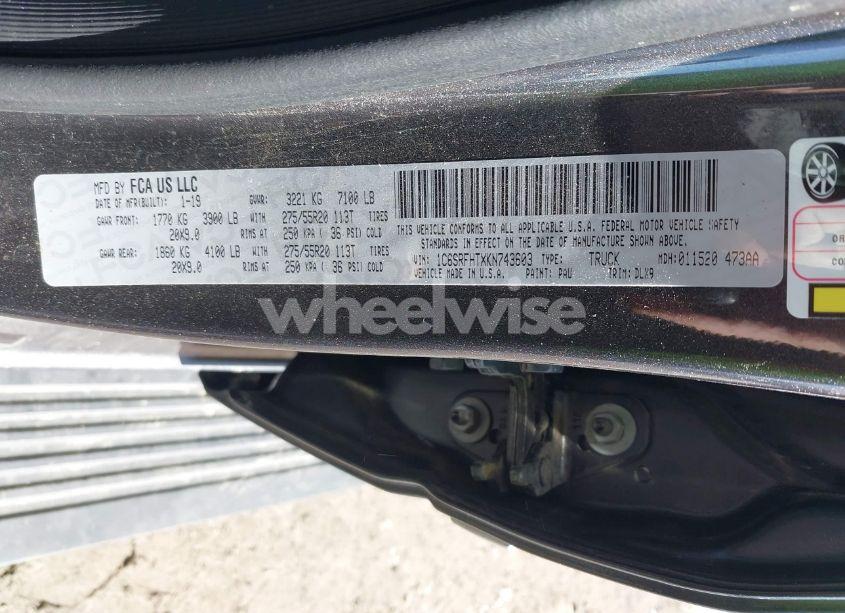 MFD BY FCA US LLC
DATE OF MFR(BUILT): 1-19 GVWR: 3221 KG 7100 LB
GAWR FRONT: 1770 KG 3900 LB WITH 275/55R20 113T TIRES
20X9.0 RIMS AT 250 KPA ( 36 PSI) COLD
GAWR REAR: 1860 KG 4100 LB WITH 275/55R20 113T TIRES
20X9.0 RIMS AT 250 KPA ( 36 PSI) COLD
THIS VEHICLE CONFORMS TO ALL APPLICABLE U.S.A. FEDERAL MOTOR VEHICLE SAFETY
STANDARDS IN EFFECT ON THE DATE OF MANUFACTURE SHOWN ABOVE.
VIN: 1C6SRFHTXKN743603 TYPE: TRUCK MDH: 011520 473AA
MADE IN U.S.A. PAINT: PAU TRIM: DLX9
wheelwise